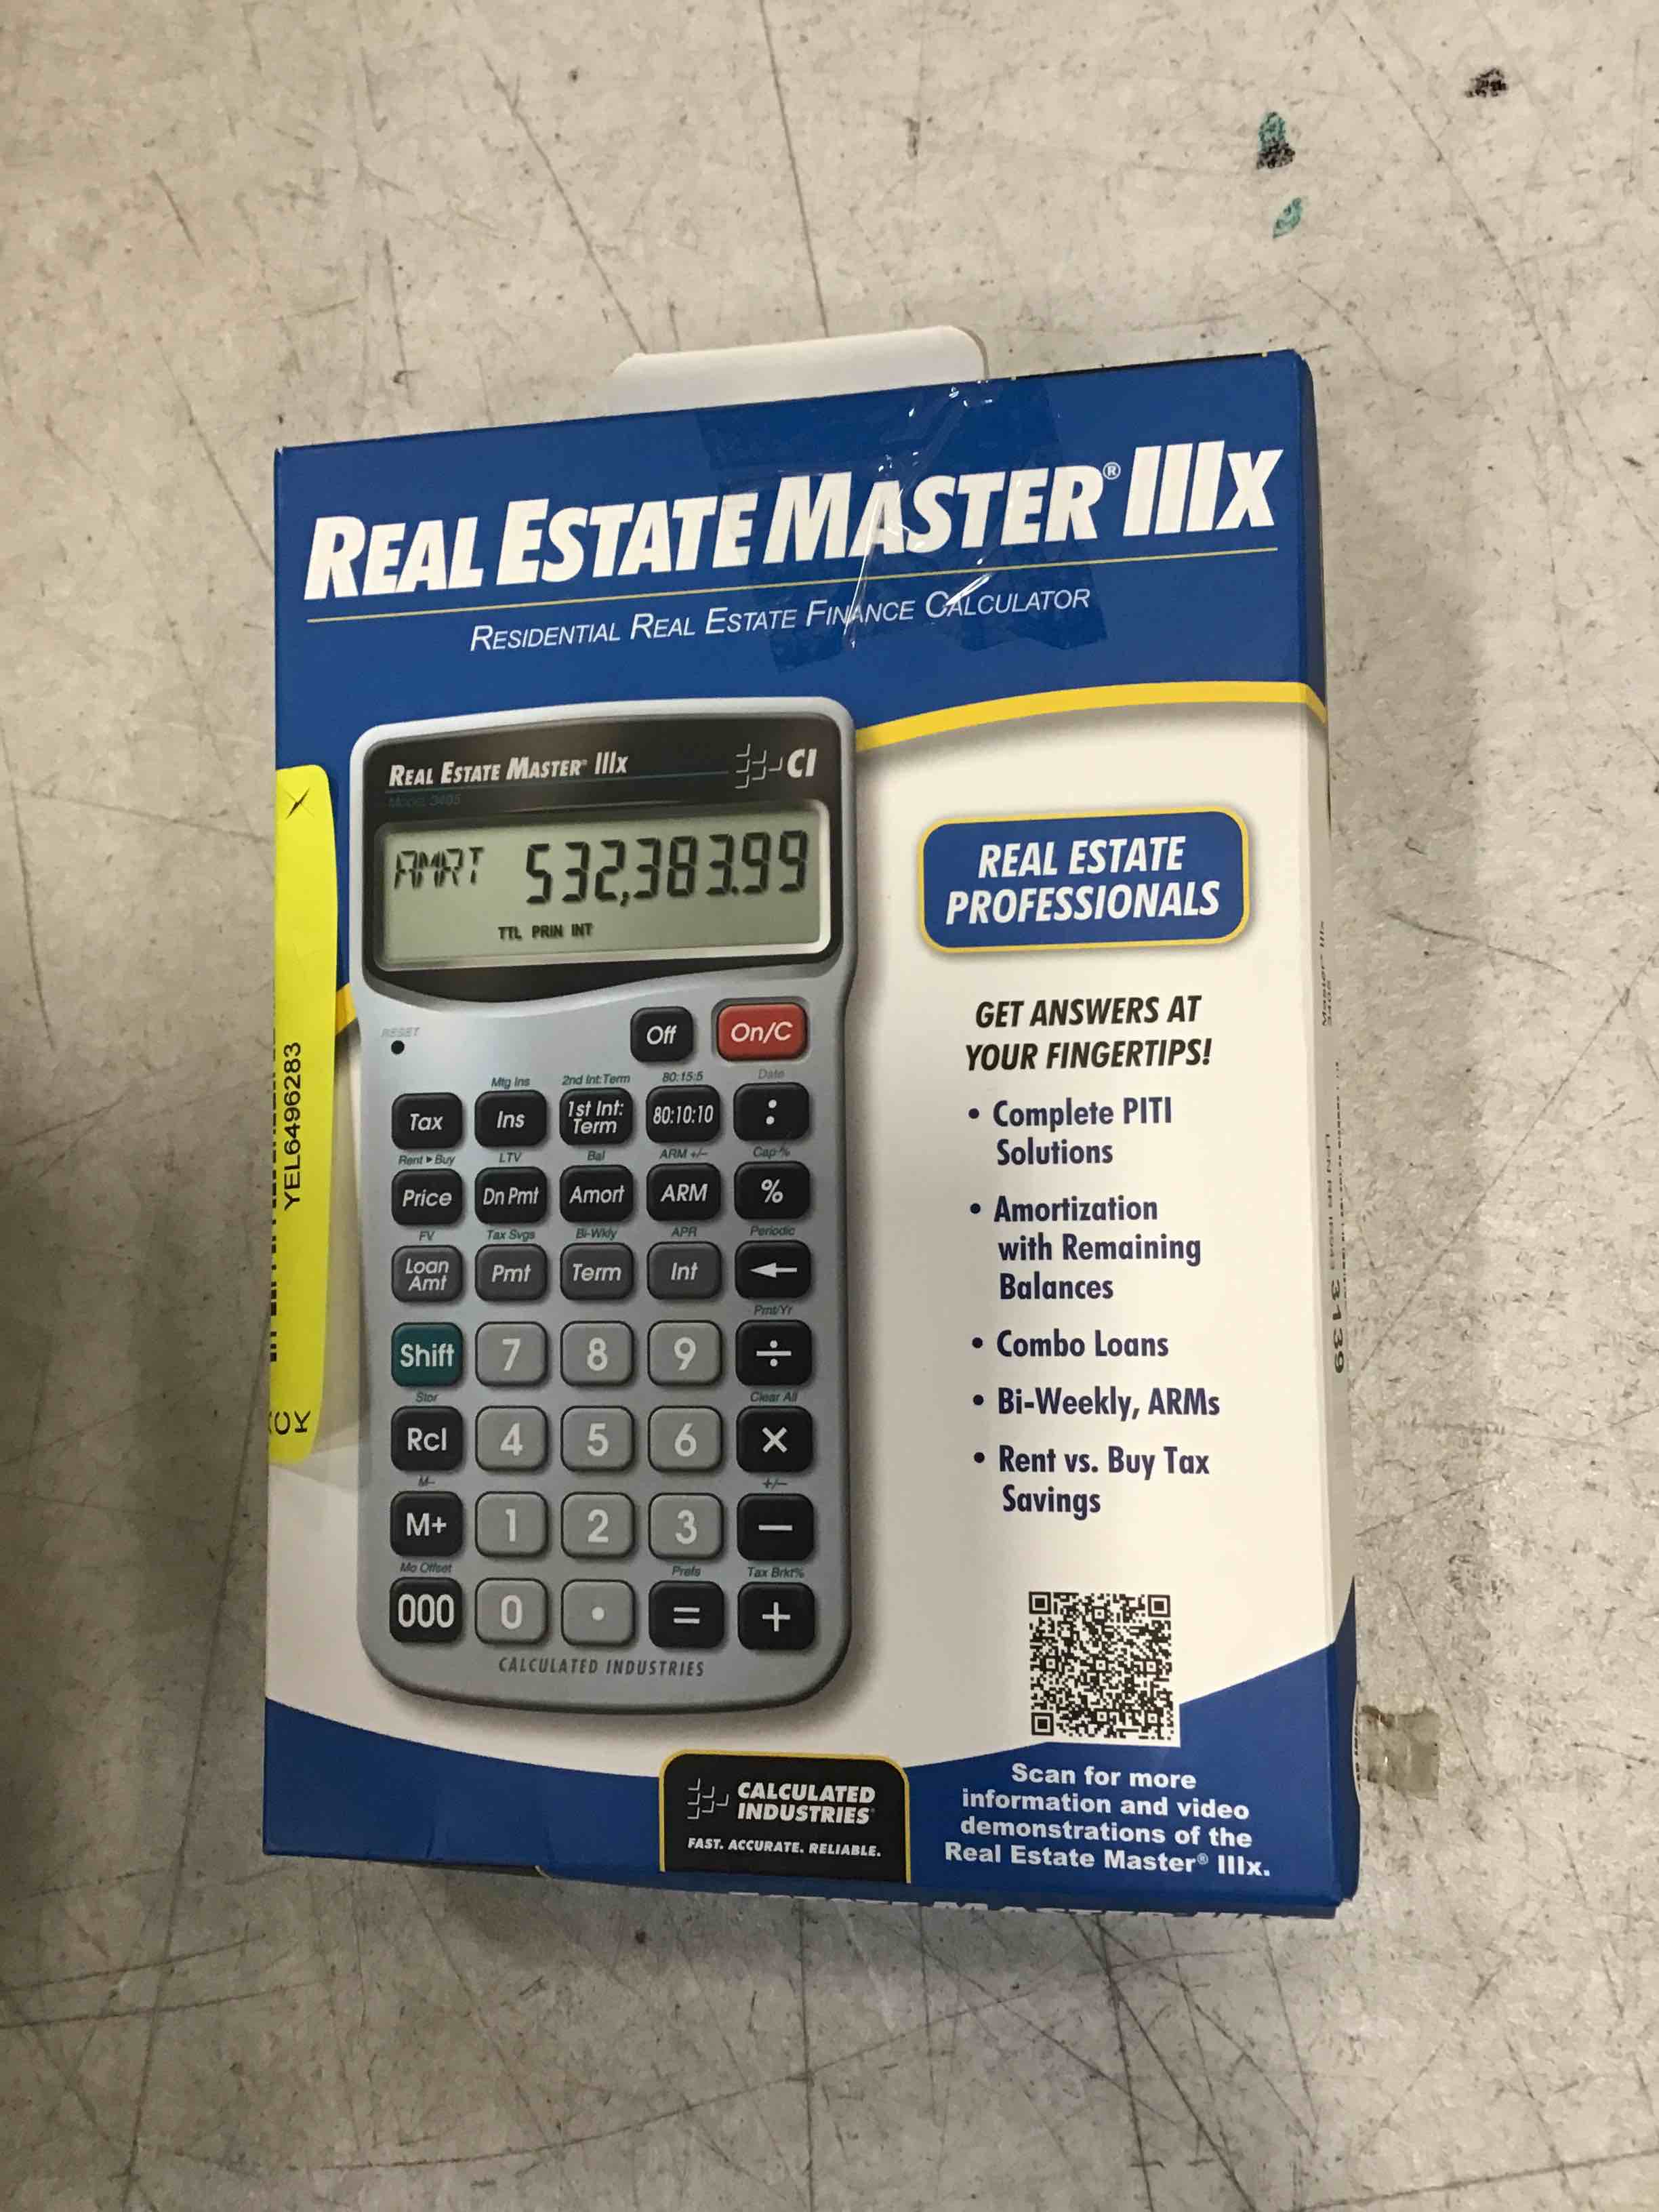 REAL ESTATE MASTER® IIIx
RESIDENTIAL REAL ESTATE FINANCE CALCULATOR
REAL ESTATE MASTER® IIIx
CI
Model 3405
AMRT 532,383.99
TTL PRIN INT
RESET
Off On/C
Mtg Ins 2nd Int:Term 80:15:5 Date
Tax Ins 1st Int: Term 80:10:10 :
Rent ▸ Buy LTV Bal ARM +/– Cap %
Price Dn Pmt Amort ARM %
FV Tax Svgs Bi-Wkly APR Periodic
Loan Amt Pmt Term Int ←
Pmt/Yr
Shift 7 8 9 ÷
Stor Clear All
Rcl 4 5 6 ×
M– +/–
M+ 1 2 3 –
Mo Offset Prefs Tax Brkt%
000 0 • = +
CALCULATED INDUSTRIES
REAL ESTATE
PROFESSIONALS
GET ANSWERS AT
YOUR FINGERTIPS!
• Complete PITI
Solutions
• Amortization
with Remaining
Balances
• Combo Loans
• Bi-Weekly, ARMs
• Rent vs. Buy Tax
Savings
Scan for more
information and video
demonstrations of the
Real Estate Master® IIIx.
CALCULATED
INDUSTRIES®
FAST. ACCURATE. RELIABLE.
X
YEL6496283
CK
3139